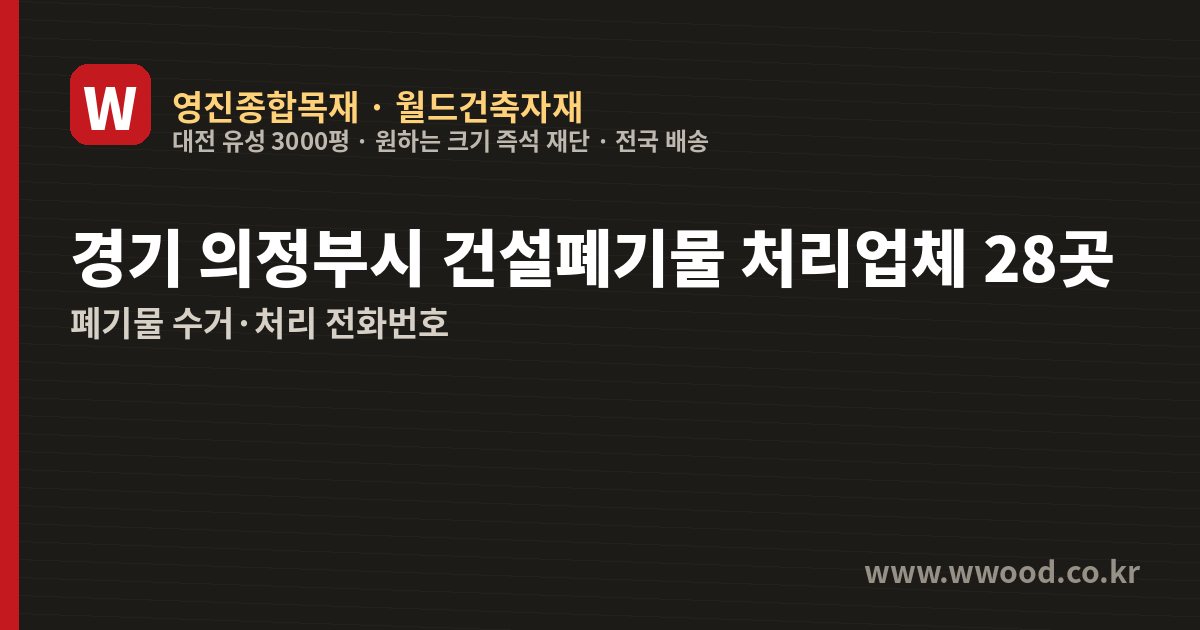 W
영진종합목재 · 월드건축자재
대전 유성 3000평 · 원하는 크기 즉석 재단 · 전국 배송
경기 의정부시 건설폐기물 처리업체 28곳
폐기물 수거·처리 전화번호
www.wwood.co.kr